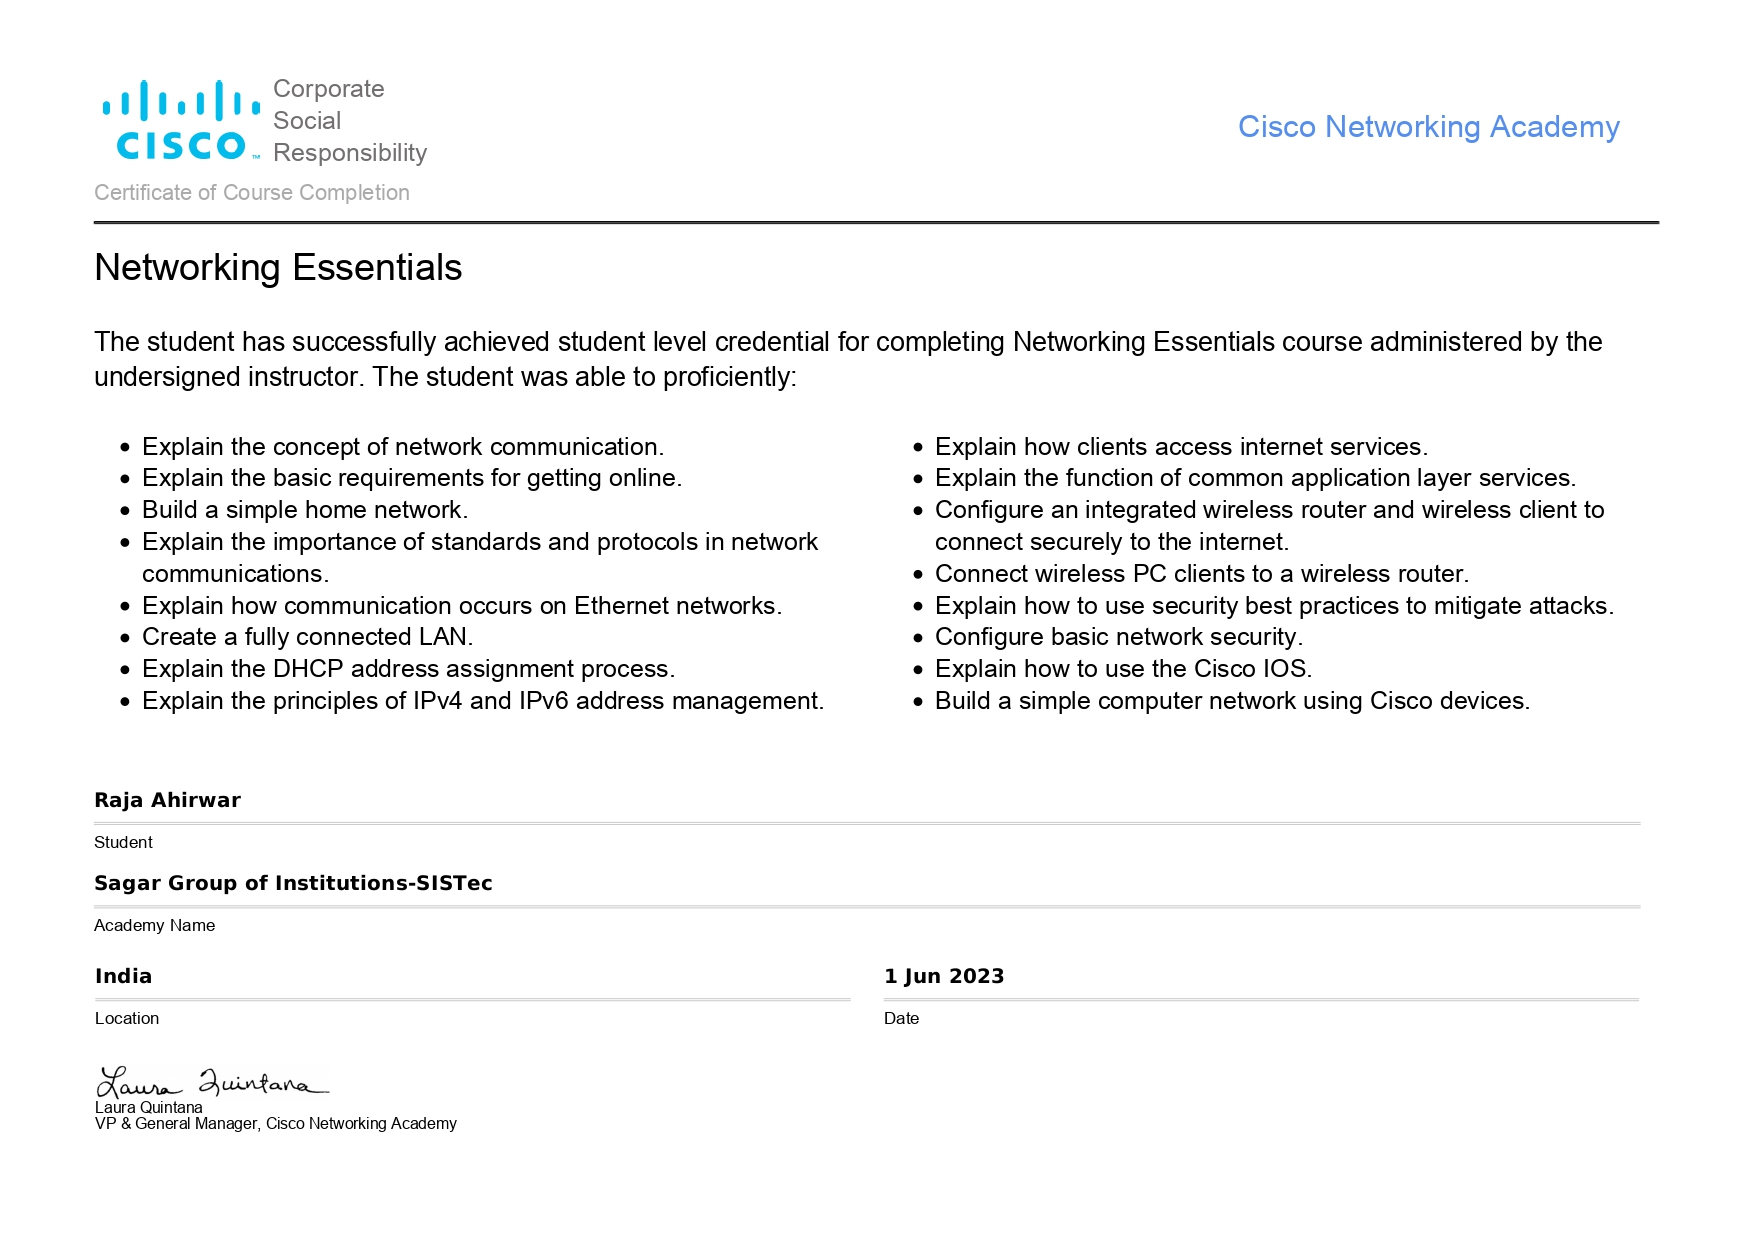 Corporate
Social
Responsibility
CISCO™
Cisco Networking Academy
Certificate of Course Completion
Networking Essentials
The student has successfully achieved student level credential for completing Networking Essentials course administered by the
undersigned instructor. The student was able to proficiently:
• Explain the concept of network communication.
• Explain the basic requirements for getting online.
• Build a simple home network.
• Explain the importance of standards and protocols in network
communications.
• Explain how communication occurs on Ethernet networks.
• Create a fully connected LAN.
• Explain the DHCP address assignment process.
• Explain the principles of IPv4 and IPv6 address management.
• Explain how clients access internet services.
• Explain the function of common application layer services.
• Configure an integrated wireless router and wireless client to
connect securely to the internet.
• Connect wireless PC clients to a wireless router.
• Explain how to use security best practices to mitigate attacks.
• Configure basic network security.
• Explain how to use the Cisco IOS.
• Build a simple computer network using Cisco devices.
Raja Ahirwar
Student
Sagar Group of Institutions-SISTec
Academy Name
India
Location
1 Jun 2023
Date
Laura Quintana
Laura Quintana
VP & General Manager, Cisco Networking Academy